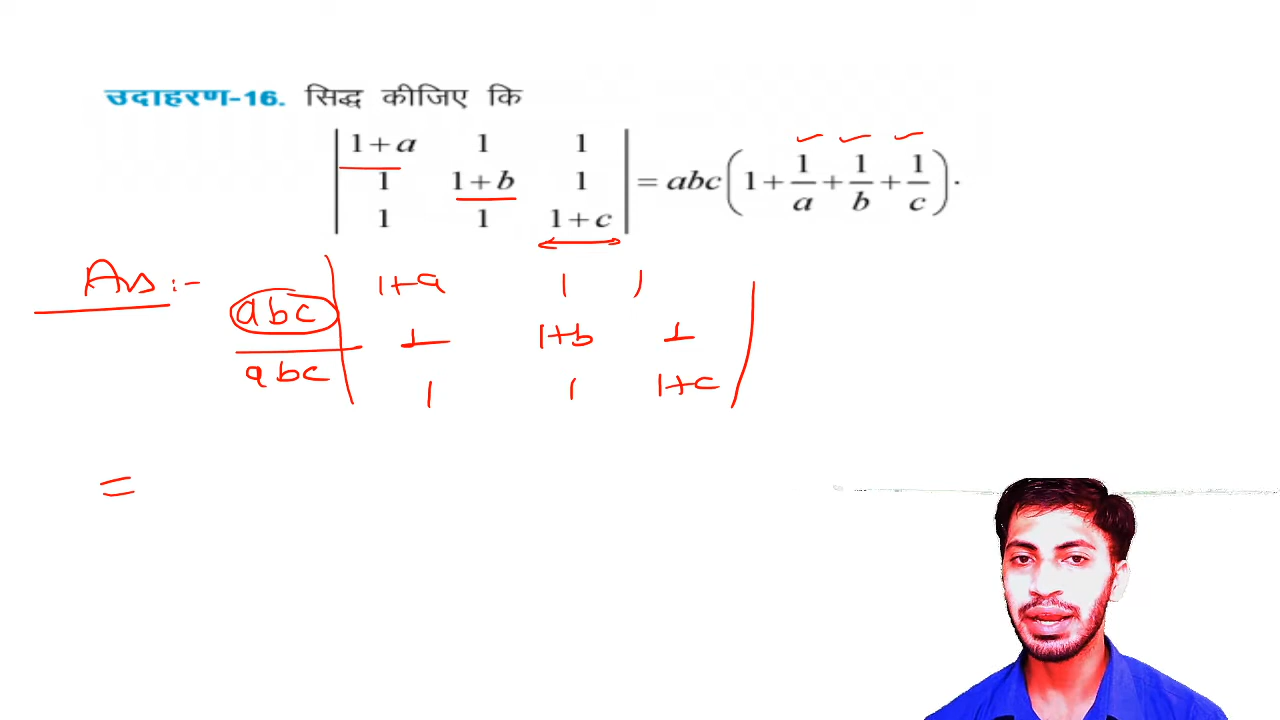 उदाहरण-16. सिद्ध कीजिए कि
| 1+a 1 1 |
| 1 1+b 1 | = abc(1 + 1/a + 1/b + 1/c).
| 1 1 1+c |
Ans :-
abc/abc | 1+a 1 1 |
| 1 1+b 1 |
| 1 1 1+c |
=